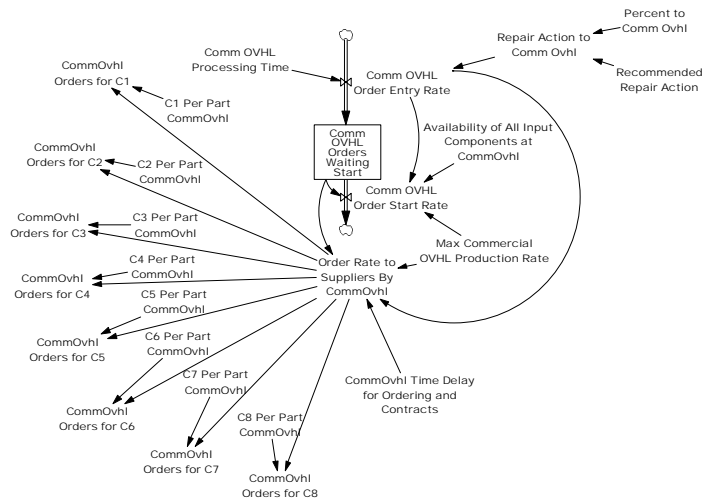 Percent to
Comm Ovhl
Repair Action to
Comm Ovhl
Recommended
Repair Action
Comm OVHL
Processing Time
Comm OVHL
Order Entry Rate
CommOvhl
Orders for C1
C1 Per Part
CommOvhl
Comm
OVHL
Orders
Waiting
Start
Availability of All Input
Components at
CommOvhl
CommOvhl
Orders for C2
C2 Per Part
CommOvhl
Comm OVHL
Order Start Rate
CommOvhl
Orders for C3
C3 Per Part
CommOvhl
Max Commercial
OVHL Production Rate
Order Rate to
Suppliers By
CommOvhl
C4 Per Part
CommOvhl
CommOvhl
Orders for C4
C5 Per Part
CommOvhl
CommOvhl
Orders for C5
C6 Per Part
CommOvhl
CommOvhl
Orders for C6
C7 Per Part
CommOvhl
CommOvhl Time Delay
for Ordering and
Contracts
C8 Per Part
CommOvhl
CommOvhl
Orders for C7
CommOvhl
Orders for C8